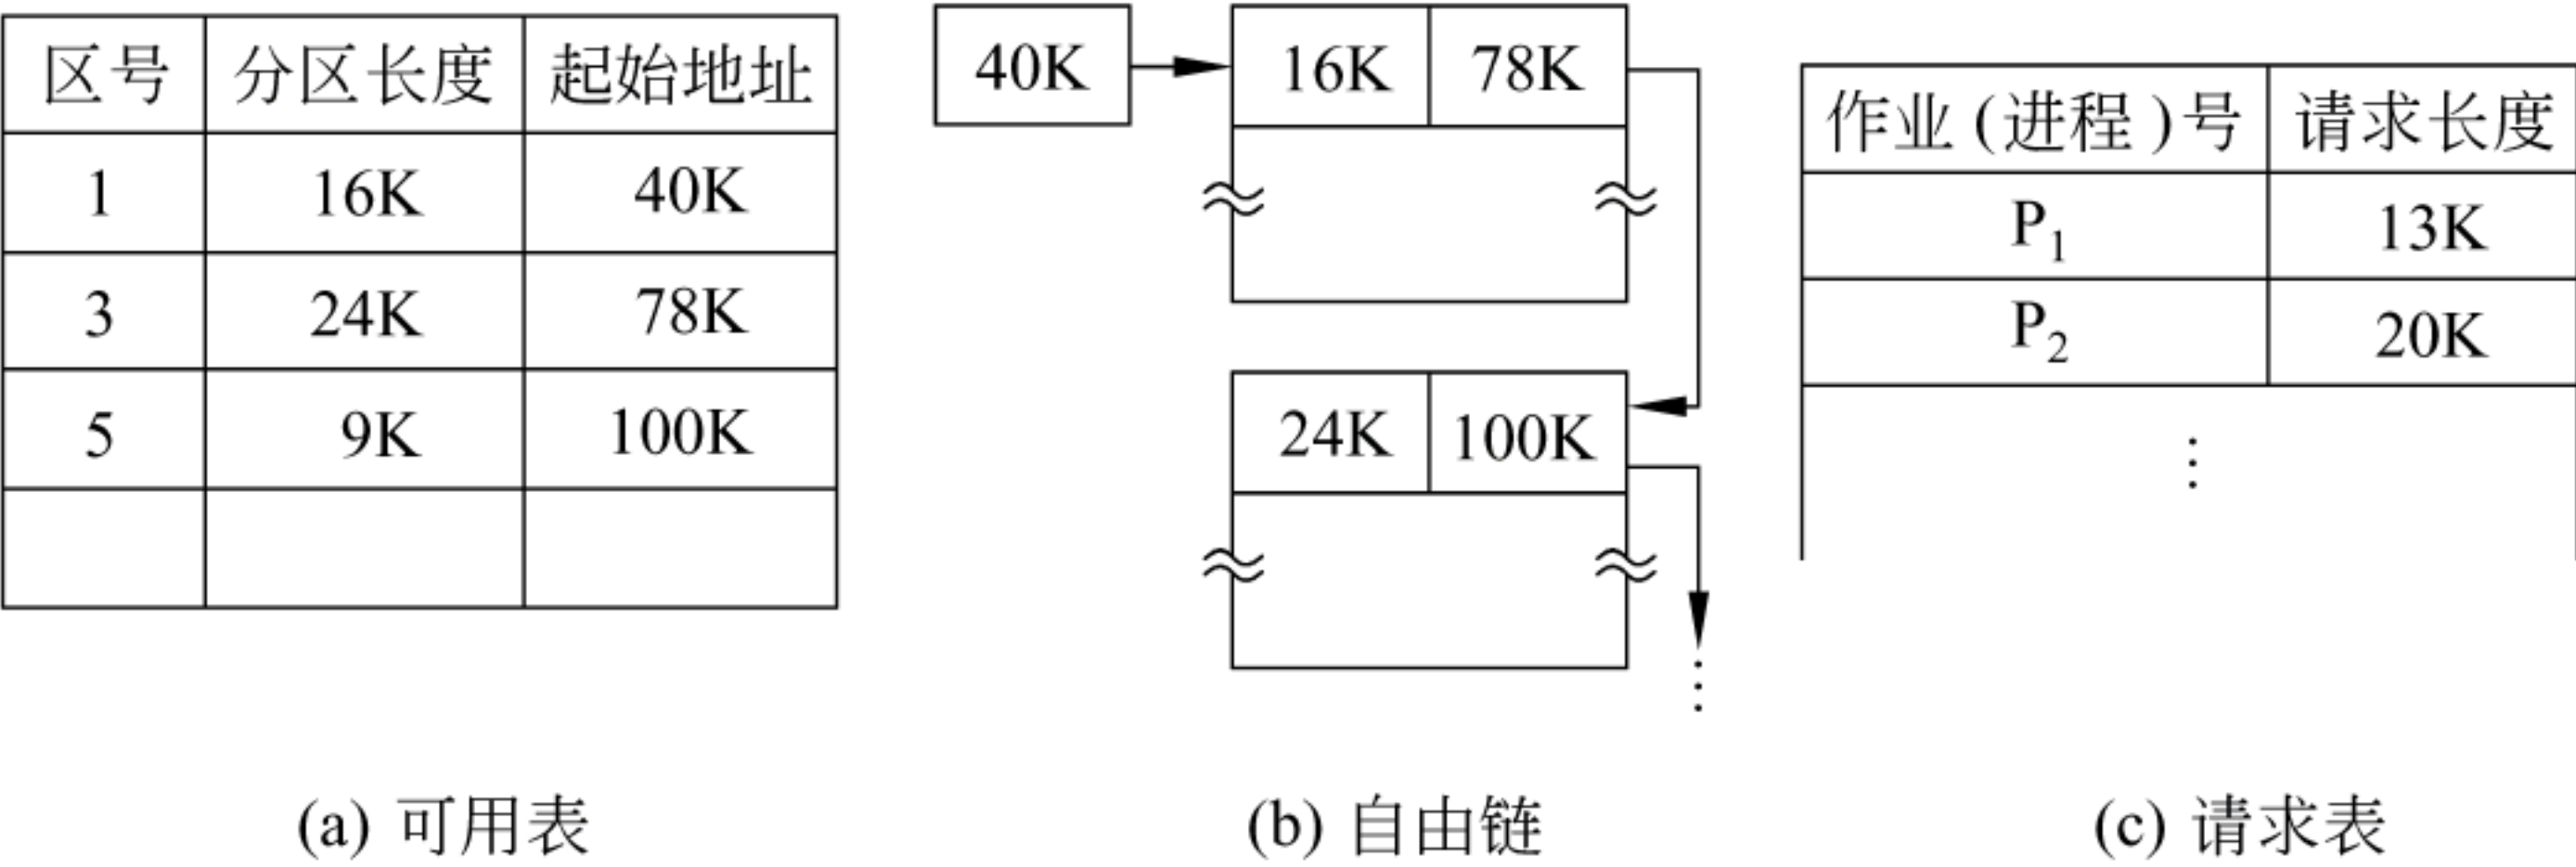 区号 分区长度 起始地址
1 16K 40K
3 24K 78K
5 9K 100K
(a) 可用表
40K
16K 78K
24K 100K
⋮
(b) 自由链
作业(进程)号 请求长度
P₁ 13K
P₂ 20K
⋮
(c) 请求表